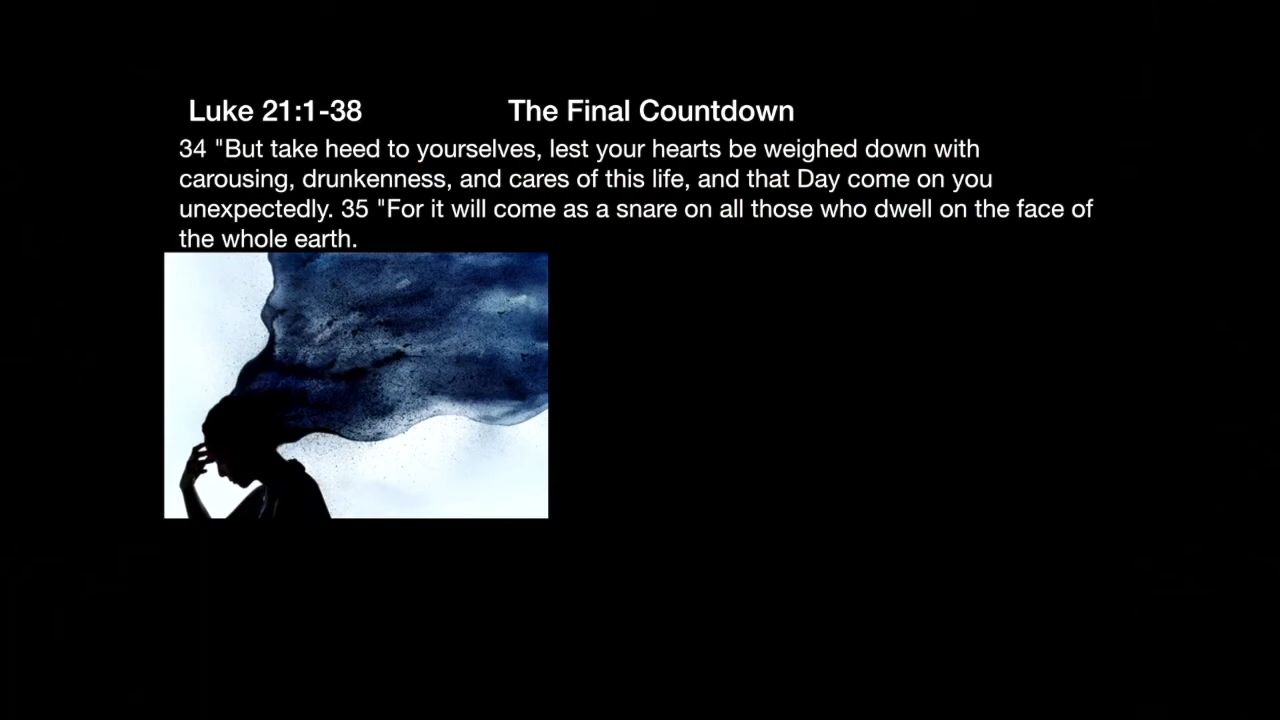 Luke 21:1-38 The Final Countdown
34 "But take heed to yourselves, lest your hearts be weighed down with
carousing, drunkenness, and cares of this life, and that Day come on you
unexpectedly. 35 "For it will come as a snare on all those who dwell on the face of
the whole earth.